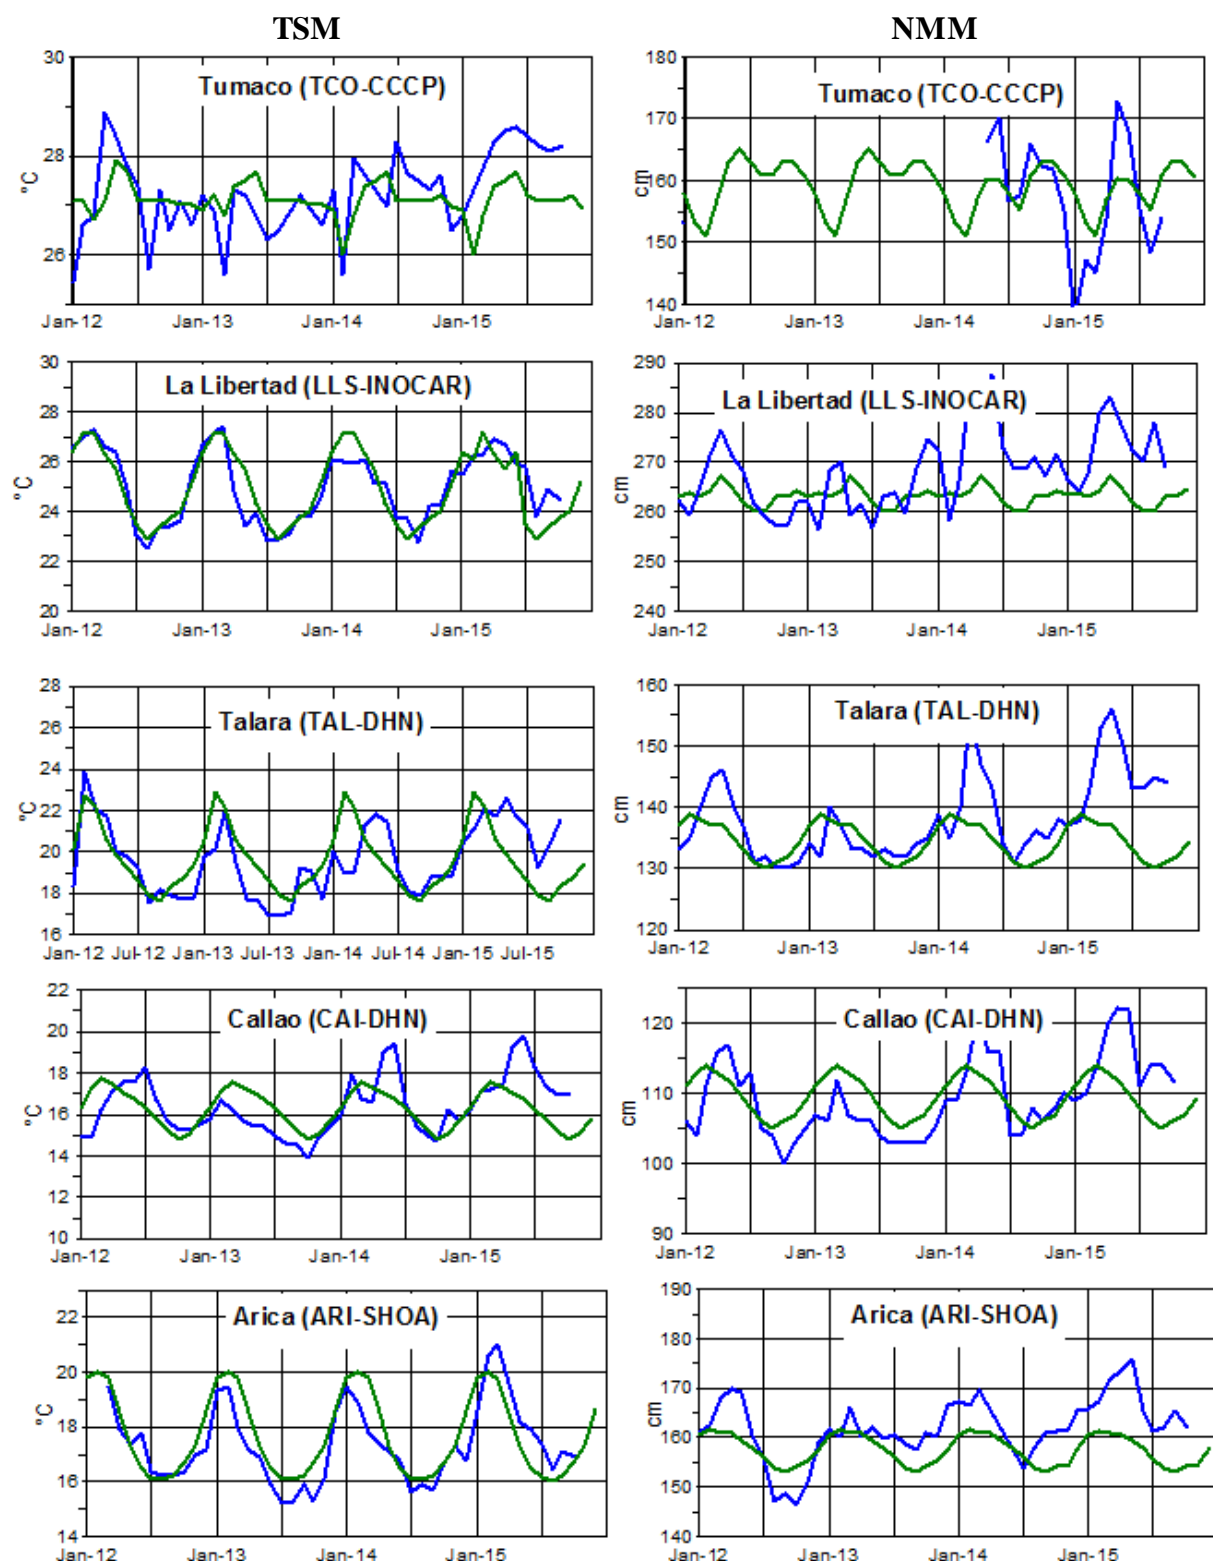 TSM
NMM
Tumaco (TCO-CCCP)
30
28
26
°C
Jan-12 Jan-13 Jan-14 Jan-15
Tumaco (TCO-CCCP)
180
170
160
150
140
cm
Jan-12 Jan-13 Jan-14 Jan-15
La Libertad (LLS-INOCAR)
30
28
26
24
22
20
°C
Jan-12 Jan-13 Jan-14 Jan-15
La Libertad (LLS-INOCAR)
290
280
270
260
250
240
cm
Jan-12 Jan-13 Jan-14 Jan-15
Talara (TAL-DHN)
28
26
24
22
20
18
16
°C
Jan-12 Jul-12 Jan-13 Jul-13 Jan-14 Jul-14 Jan-15 Jul-15
Talara (TAL-DHN)
160
150
140
130
120
cm
Jan-12 Jan-13 Jan-14 Jan-15
Callao (CAI-DHN)
22
20
18
16
14
12
10
°C
Jan-12 Jan-13 Jan-14 Jan-15
Callao (CAI-DHN)
120
110
100
90
cm
Jan-12 Jan-13 Jan-14 Jan-15
Arica (ARI-SHOA)
22
20
18
16
14
°C
Jan-12 Jan-13 Jan-14 Jan-15
Arica (ARI-SHOA)
190
180
170
160
150
140
cm
Jan-12 Jan-13 Jan-14 Jan-15